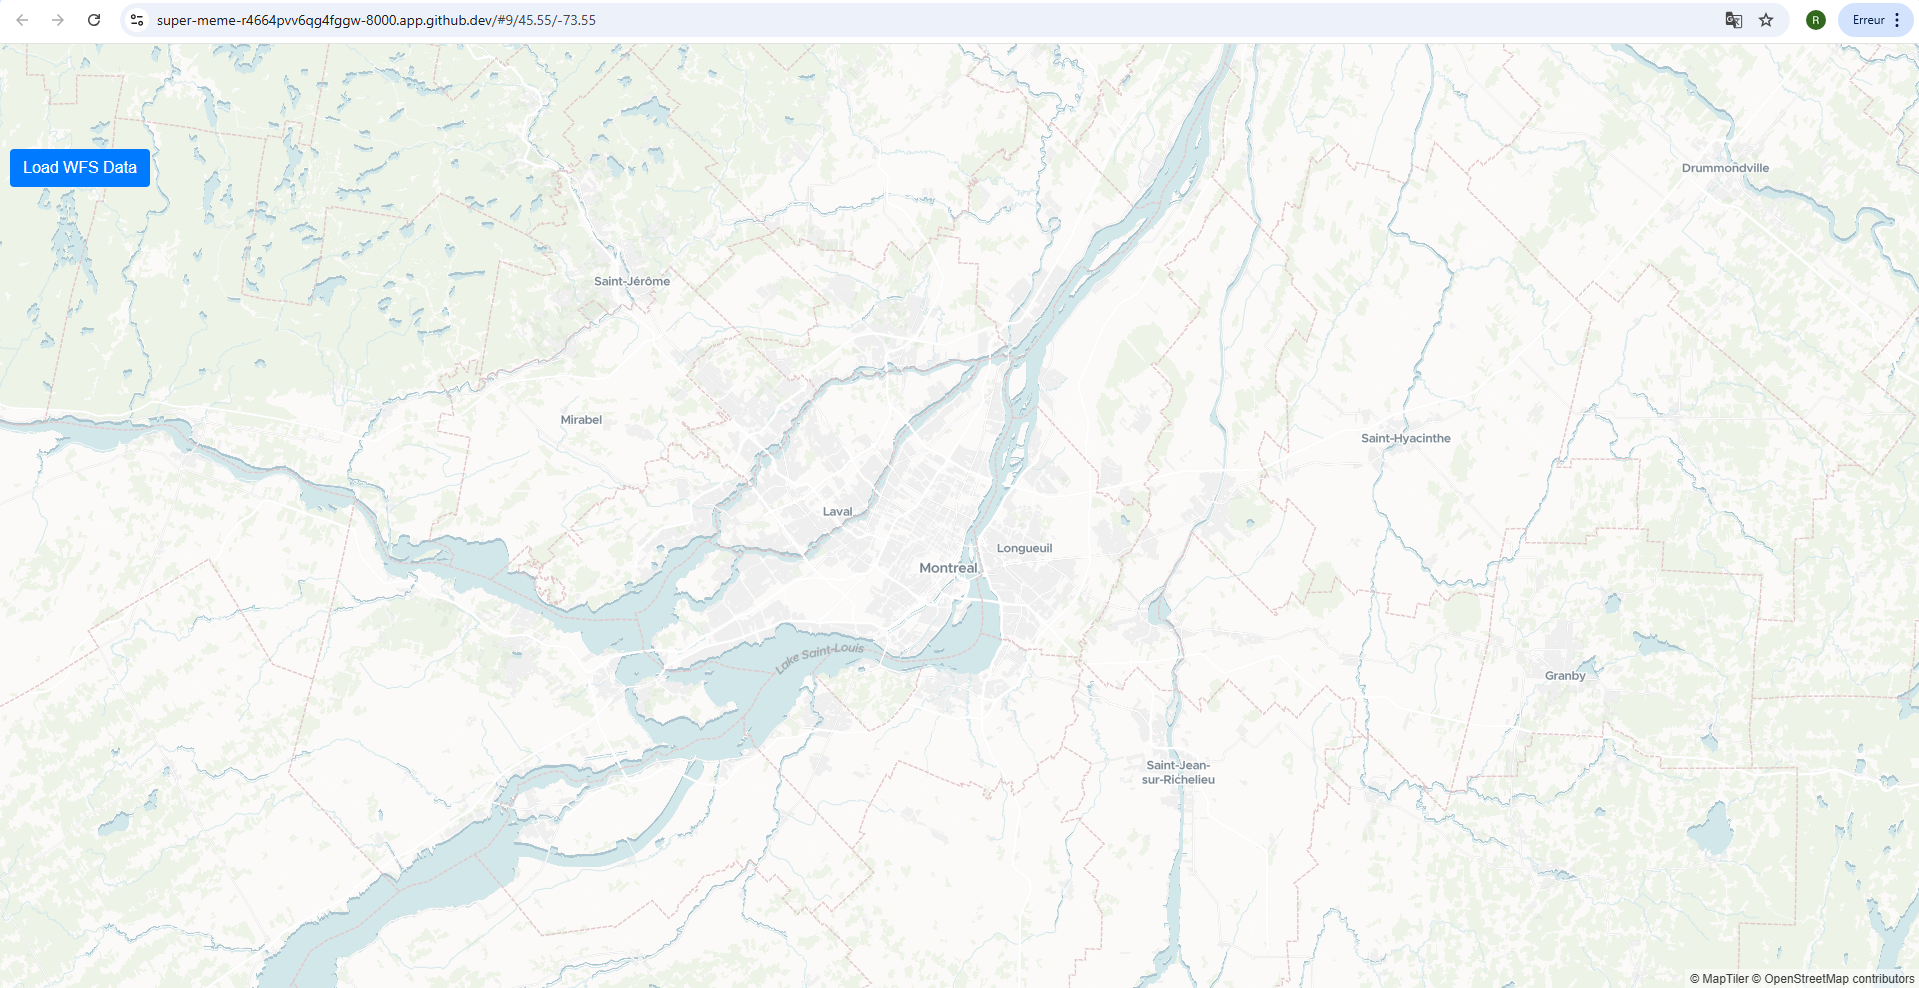 super-meme-r4664pvv6qg4fggw-8000.app.github.dev/#9/45.55/-73.55
R
Erreur
Load WFS Data
Drummondville
Saint-Jérôme
Mirabel
Saint-Hyacinthe
Laval
Longueuil
Montreal
Lake Saint-Louis
Granby
Saint-Jean-
sur-Richelieu
© MapTiler © OpenStreetMap contributors